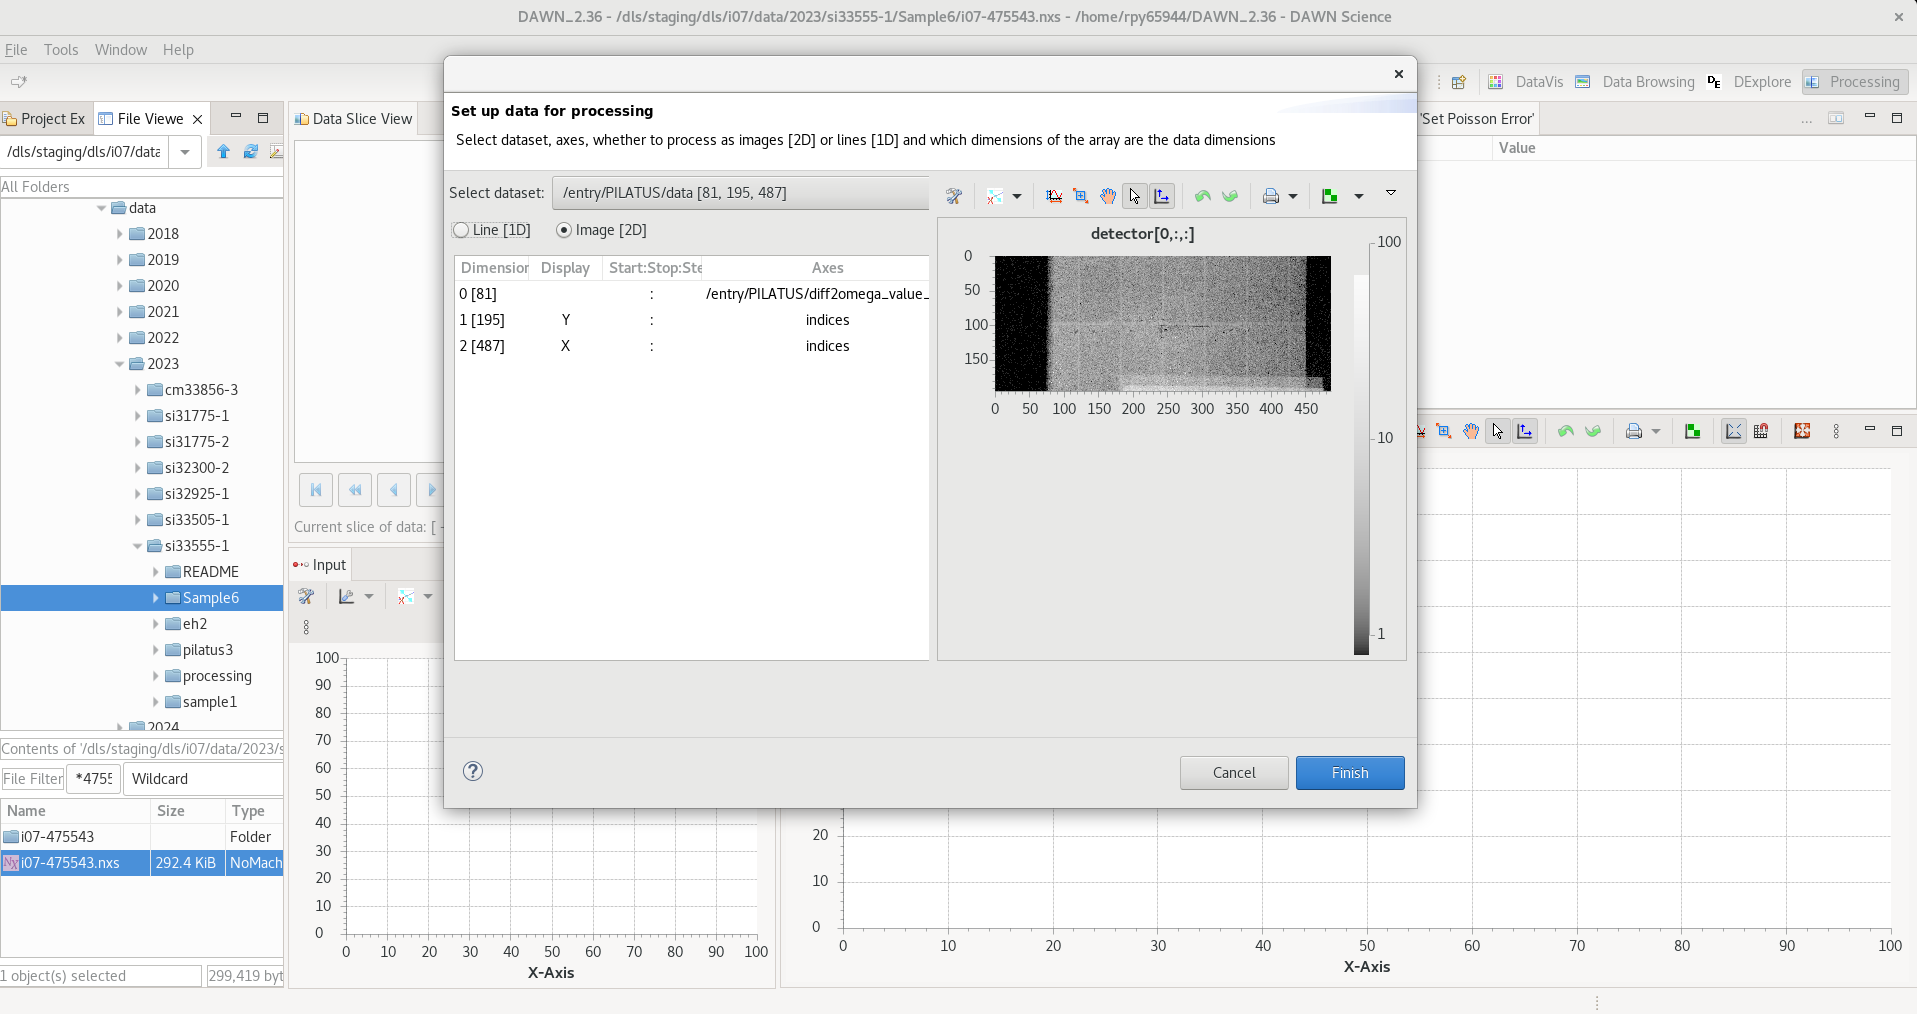 DAWN_2.36 - /dls/staging/dls/i07/data/2023/si33555-1/Sample6/i07-475543.nxs - /home/rpy65944/DAWN_2.36 - DAWN Science
File Tools Window Help
DataVis Data Browsing DExplore Processing
Project Ex File Viewe
/dls/staging/dls/i07/data
All Folders
data
2018
2019
2020
2021
2022
2023
cm33856-3
si31775-1
si31775-2
si32300-2
si32925-1
si33505-1
si33555-1
README
Sample6
eh2
pilatus3
processing
sample1
2024
Contents of '/dls/staging/dls/i07/data/2023/s
File Filter *4755 Wildcard
Name Size Type
i07-475543 Folder
i07-475543.nxs 292.4 KiB NoMach
1 object(s) selected 299,419 byt
Data Slice View
Current slice of data: [ -
Input
100
90
80
70
60
50
40
30
20
10
0
0 10 20 30 40 50 60 70 80 90 100
X-Axis
Set up data for processing
Select dataset, axes, whether to process as images [2D] or lines [1D] and which dimensions of the array are the data dimensions
Select dataset: /entry/PILATUS/data [81, 195, 487]
Line [1D] Image [2D]
Dimension Display Start:Stop:Ste Axes
0 [81] : /entry/PILATUS/diff2omega_value_
1 [195] Y : indices
2 [487] X : indices
detector[0,:,:]
0
50
100
150
0 50 100 150 200 250 300 350 400 450
100
10
1
? Cancel Finish
'Set Poisson Error' ...
Value
20
10
0
0 10 20 30 40 50 60 70 80 90 100
X-Axis